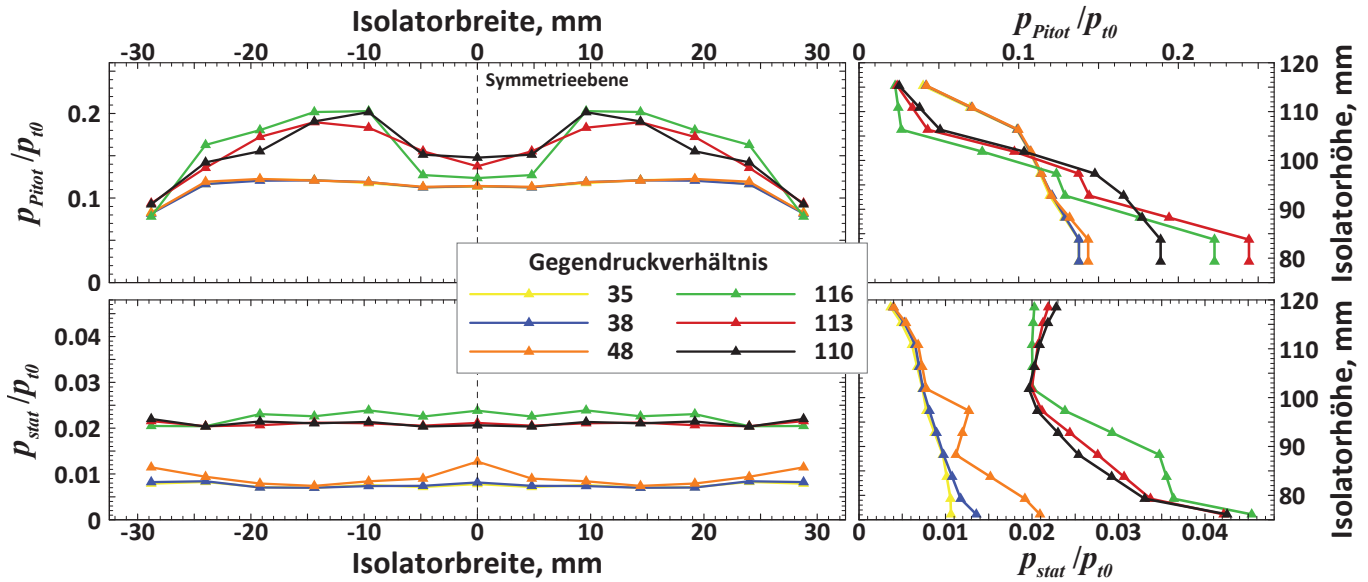 Isolatorbreite, mm
-30 -20 -10 0 10 20 30
p_Pitot/p_t0
0 0.1 0.2
Symmetrieebene
0.2
0.1
0
p_Pitot/p_t0
120
110
100
90
80
Isolatorhöhe, mm
Gegendruckverhältnis
35 116
38 113
48 110
0.04
0.03
0.02
0.01
0
p_stat/p_t0
120
110
100
90
80
Isolatorhöhe, mm
-30 -20 -10 0 10 20 30
Isolatorbreite, mm
0 0.01 0.02 0.03 0.04
p_stat/p_t0